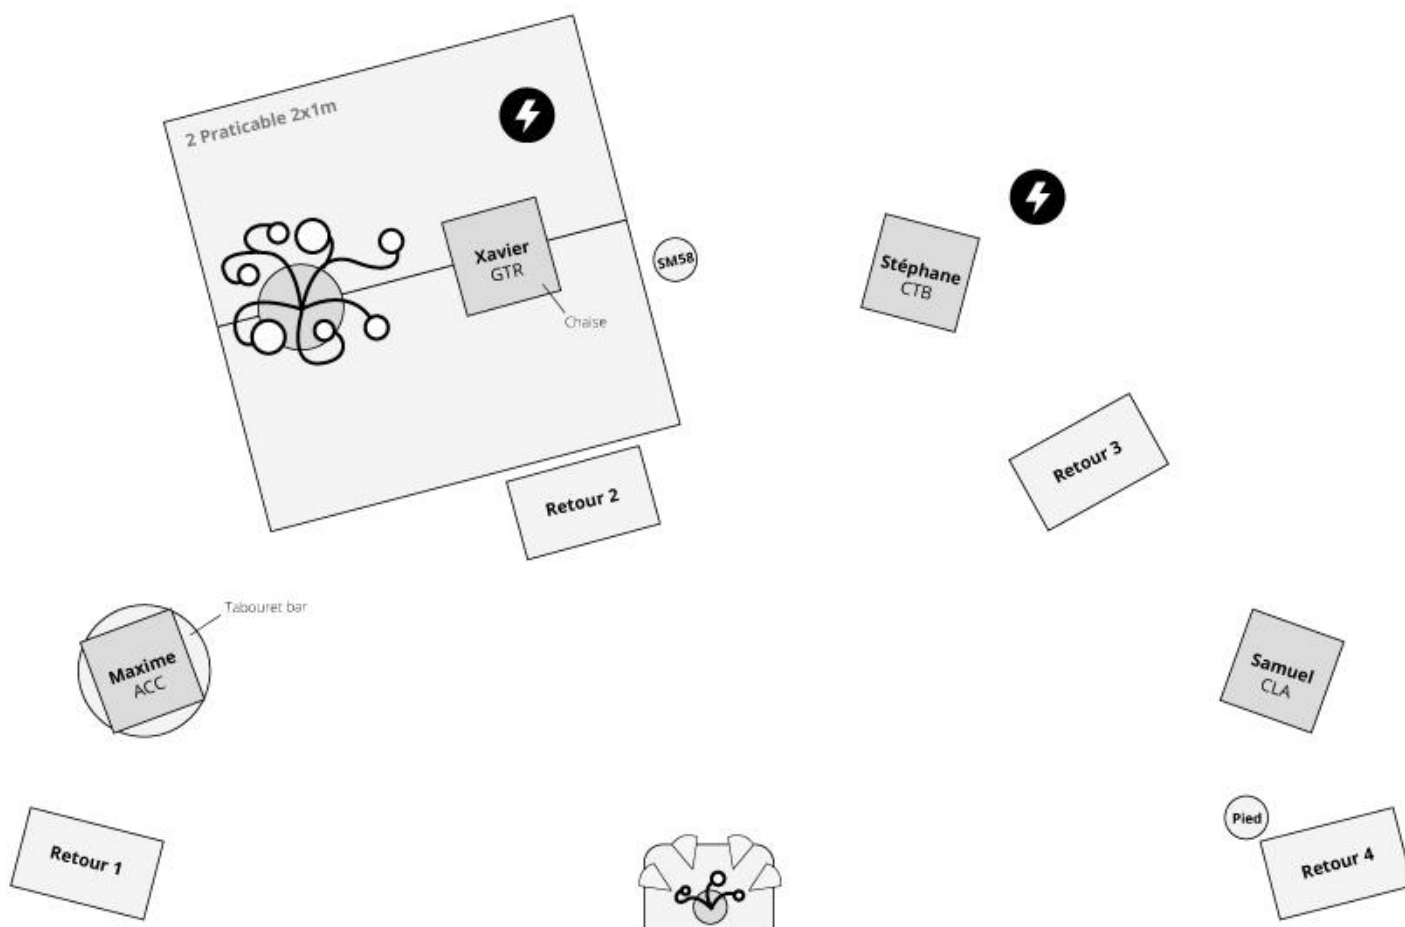 2 Praticable 2x1m
Xavier
GTR
Chaise
SM58
Stéphane
CTB
Retour 3
Retour 2
Tabouret bar
Maxime
ACC
Samuel
CLA
Pied
Retour 1
Retour 4